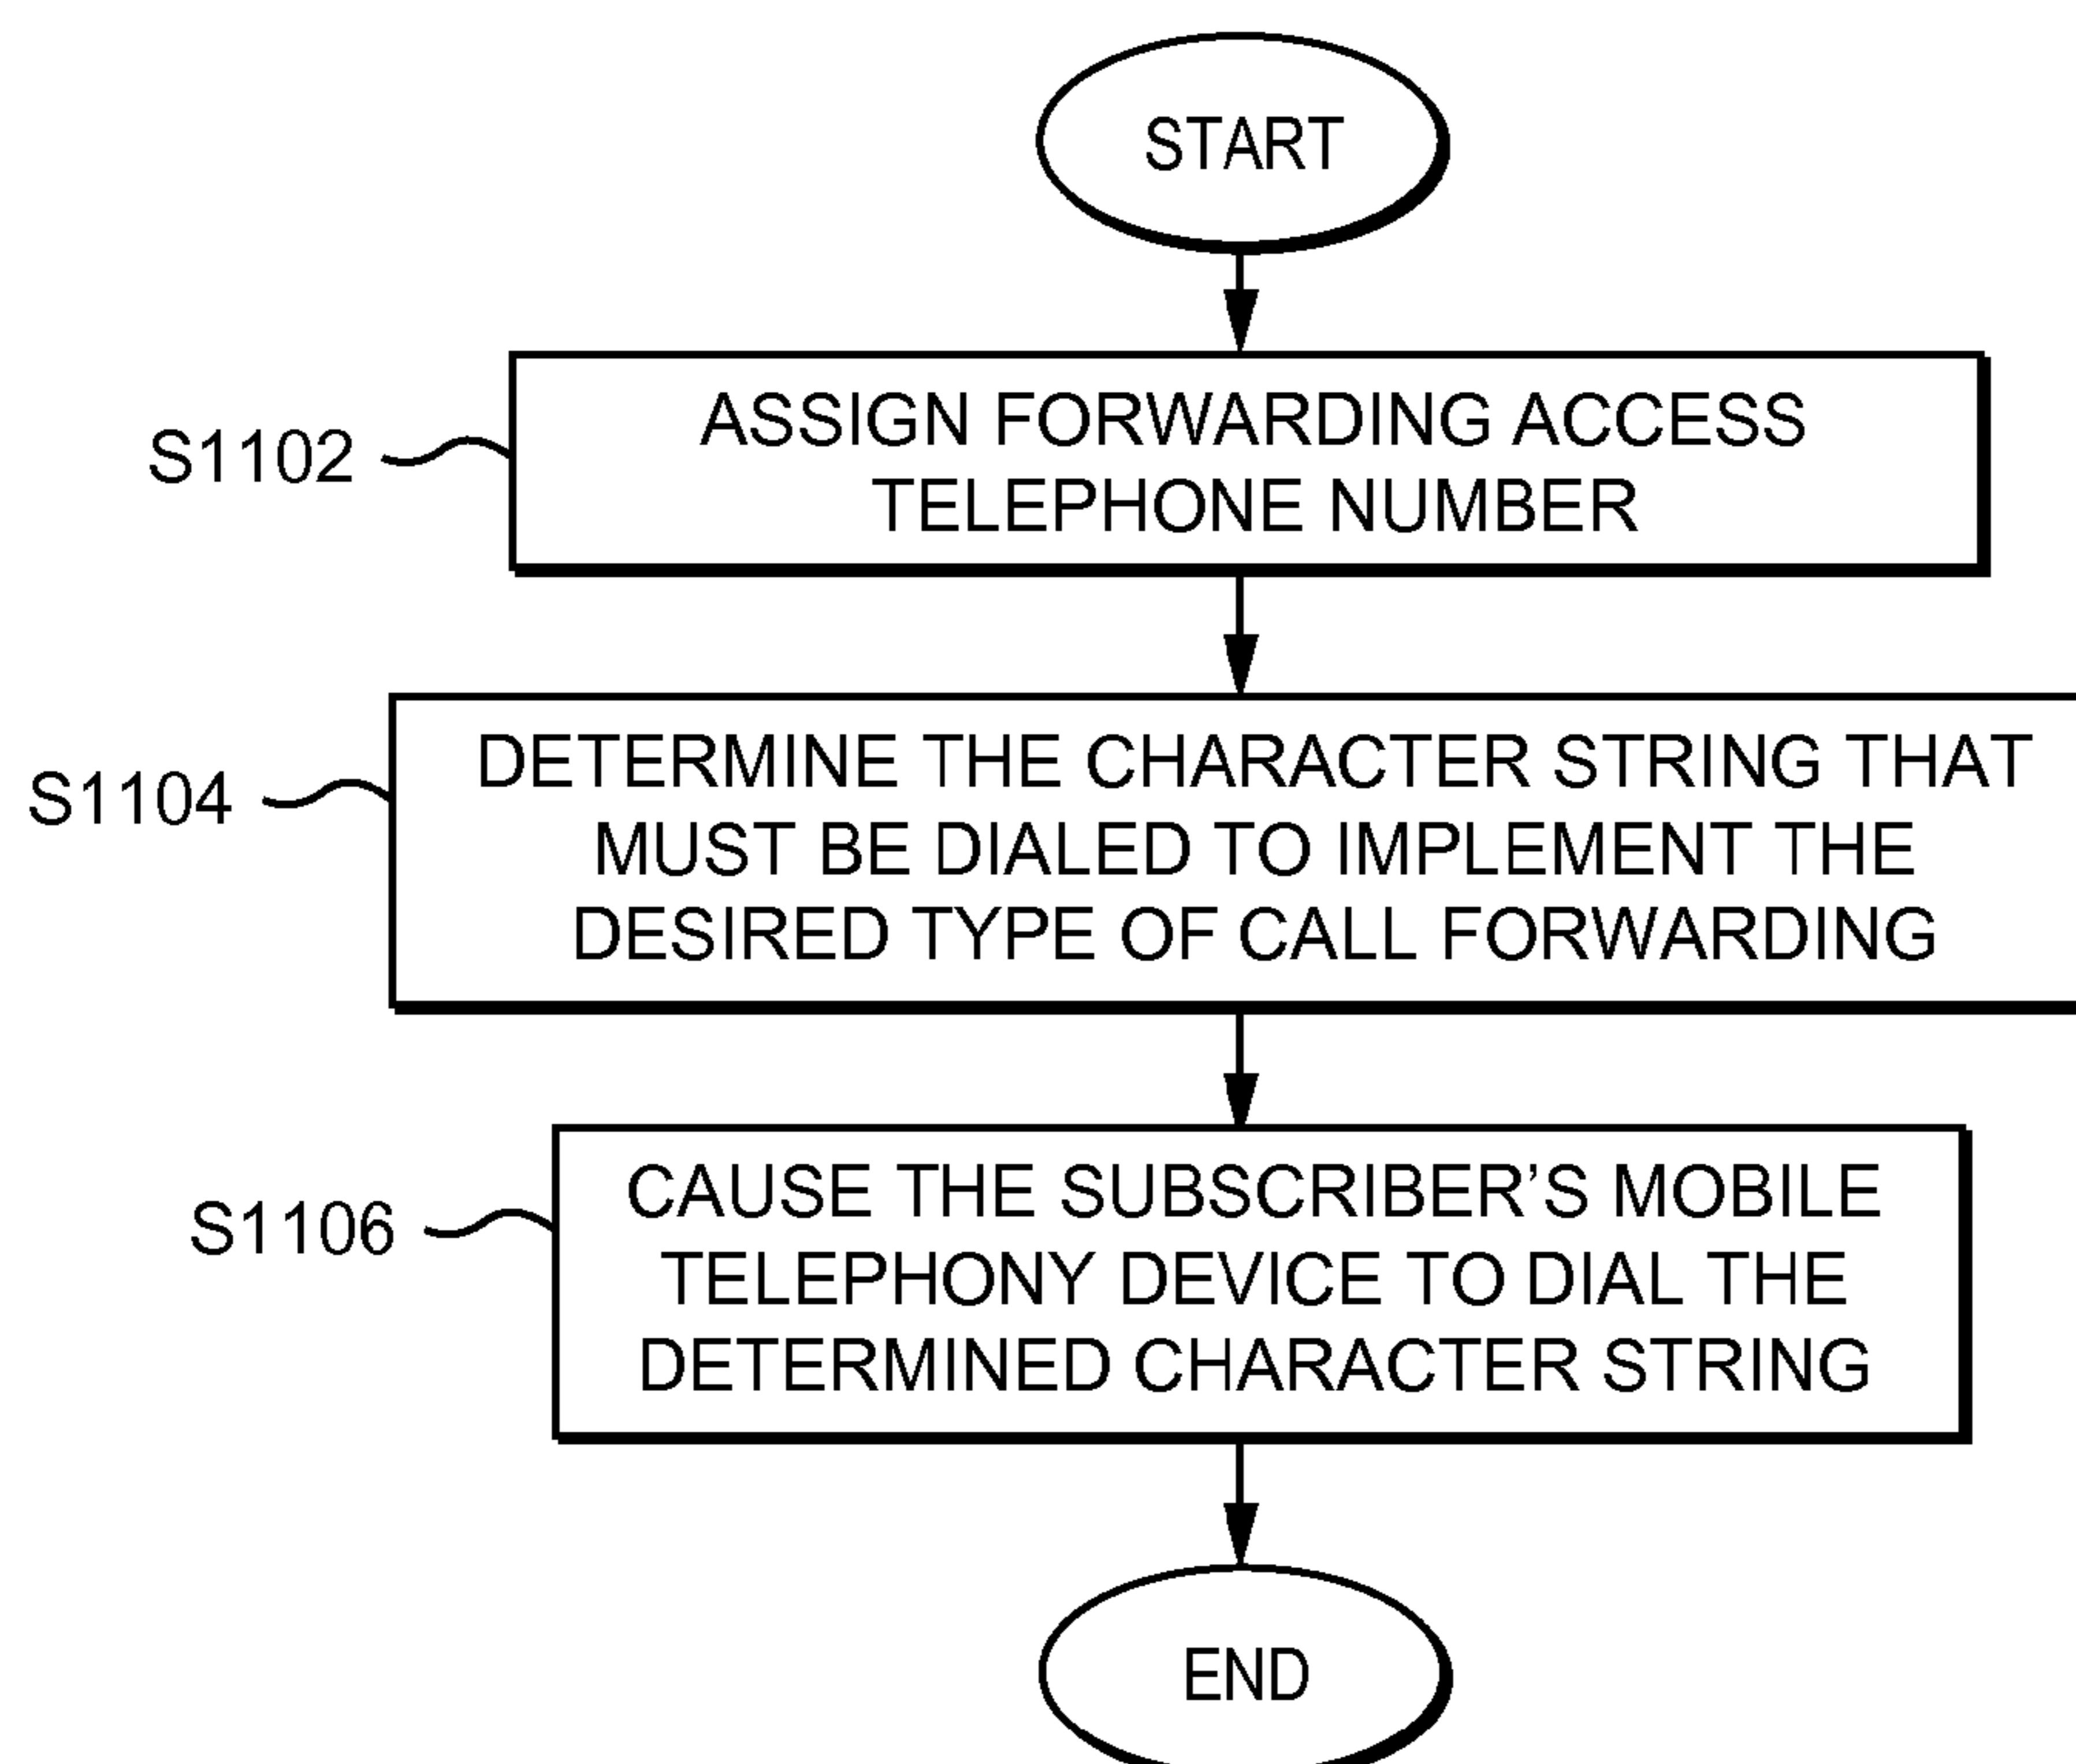 START
S1102
ASSIGN FORWARDING ACCESS
TELEPHONE NUMBER
S1104
DETERMINE THE CHARACTER STRING THAT
MUST BE DIALED TO IMPLEMENT THE
DESIRED TYPE OF CALL FORWARDING
S1106
CAUSE THE SUBSCRIBER’S MOBILE
TELEPHONY DEVICE TO DIAL THE
DETERMINED CHARACTER STRING
END